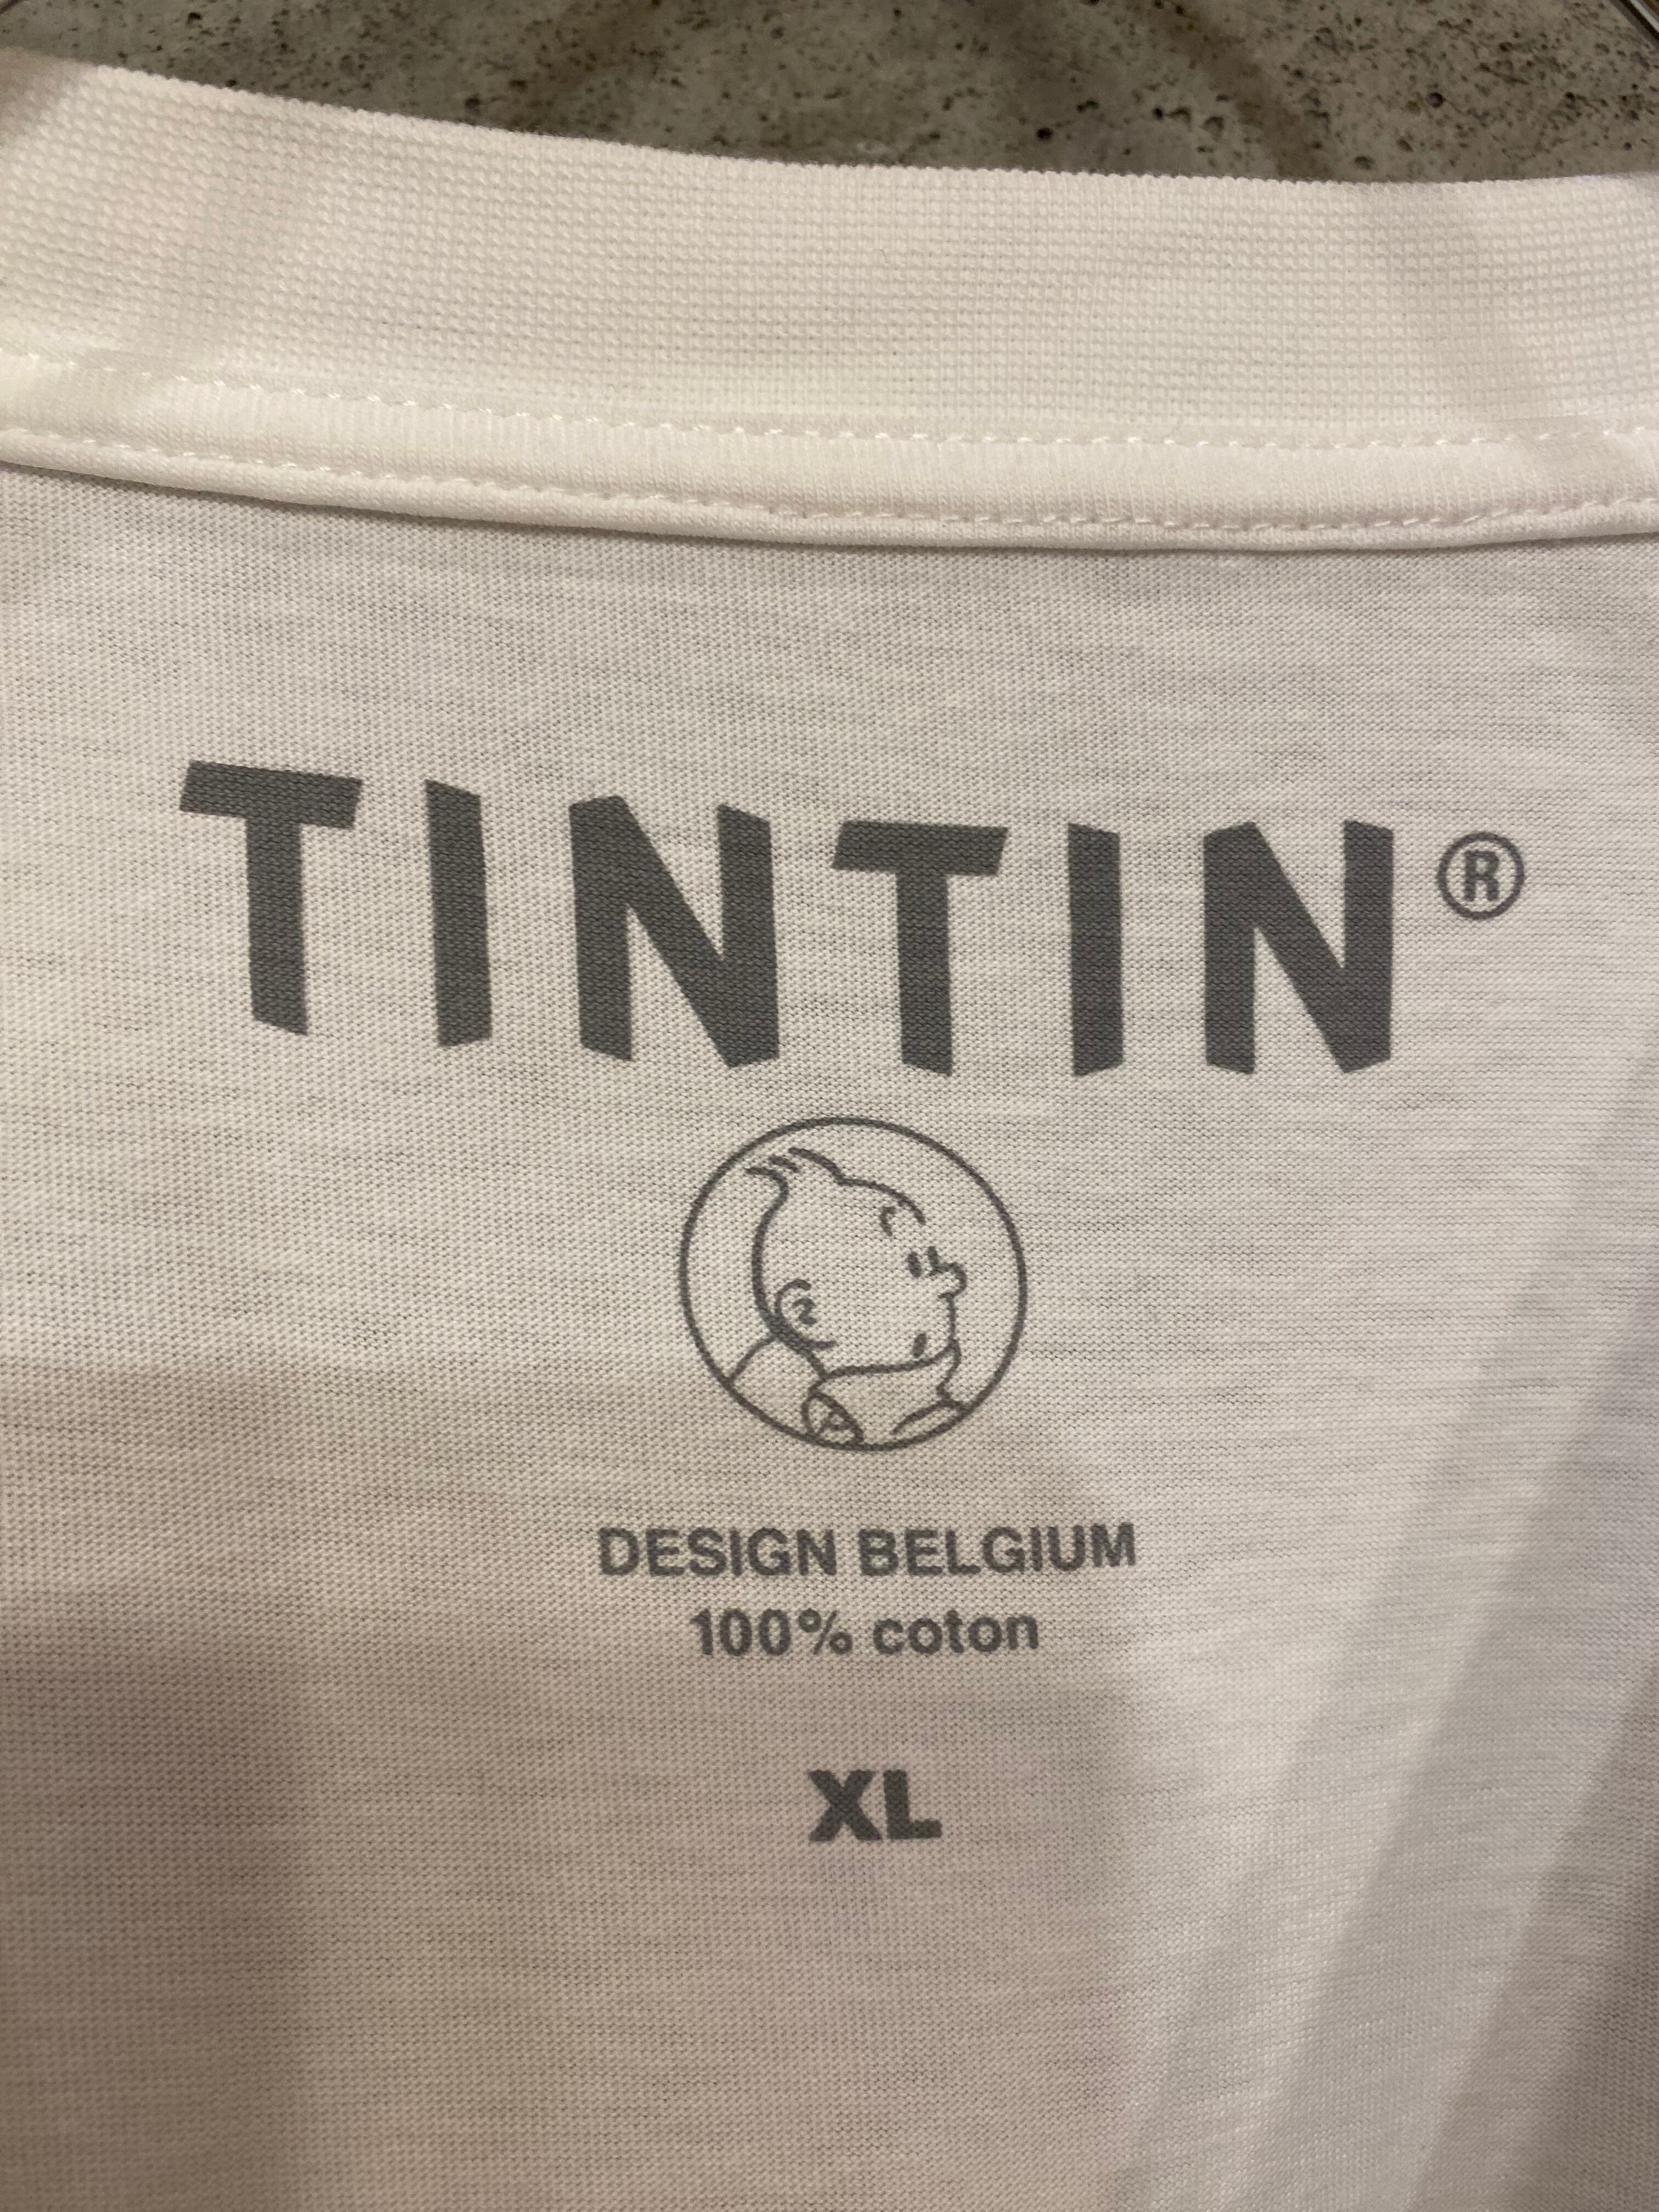 TINTIN®
DESIGN BELGIUM
100% coton
XL